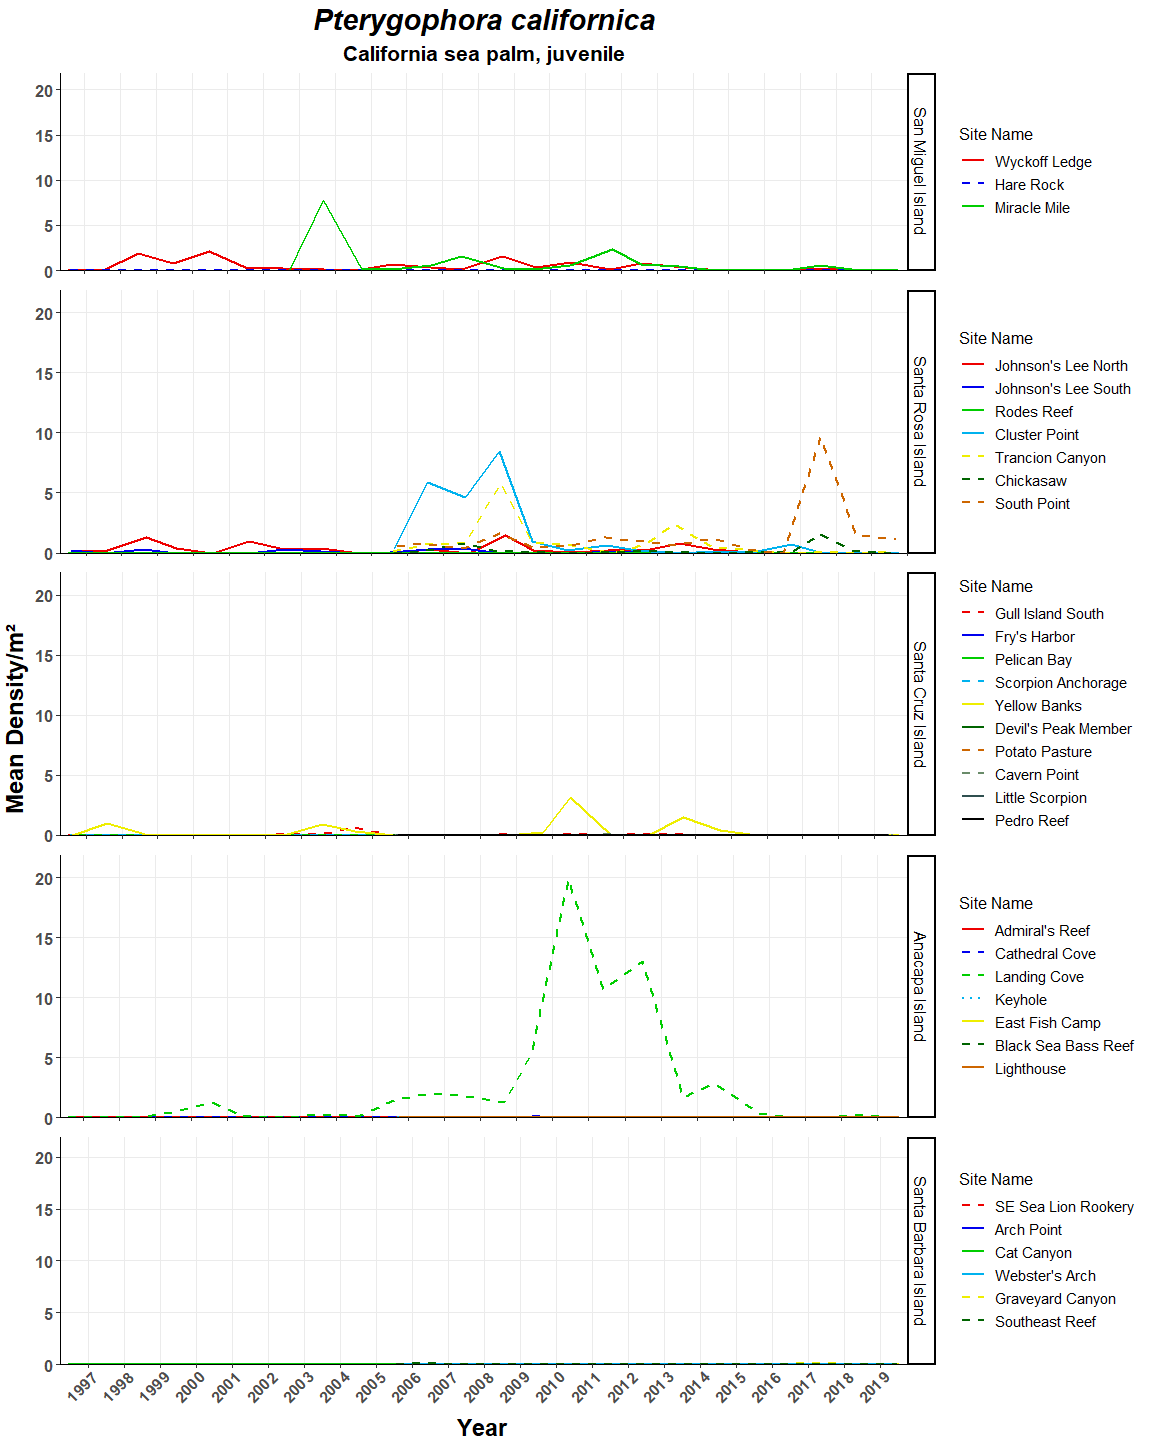 Pterygophora californica
California sea palm, juvenile
Mean Density/m²
20
15
10
5
0
San Miguel Island
Site Name
Wyckoff Ledge
Hare Rock
Miracle Mile
20
15
10
5
0
Santa Rosa Island
Site Name
Johnson's Lee North
Johnson's Lee South
Rodes Reef
Cluster Point
Trancion Canyon
Chickasaw
South Point
20
15
10
5
0
Santa Cruz Island
Site Name
Gull Island South
Fry's Harbor
Pelican Bay
Scorpion Anchorage
Yellow Banks
Devil's Peak Member
Potato Pasture
Cavern Point
Little Scorpion
Pedro Reef
20
15
10
5
0
Anacapa Island
Site Name
Admiral's Reef
Cathedral Cove
Landing Cove
Keyhole
East Fish Camp
Black Sea Bass Reef
Lighthouse
20
15
10
5
0
Santa Barbara Island
Site Name
SE Sea Lion Rookery
Arch Point
Cat Canyon
Webster's Arch
Graveyard Canyon
Southeast Reef
1997 1998 1999 2000 2001 2002 2003 2004 2005 2006 2007 2008 2009 2010 2011 2012 2013 2014 2015 2016 2017 2018 2019
Year